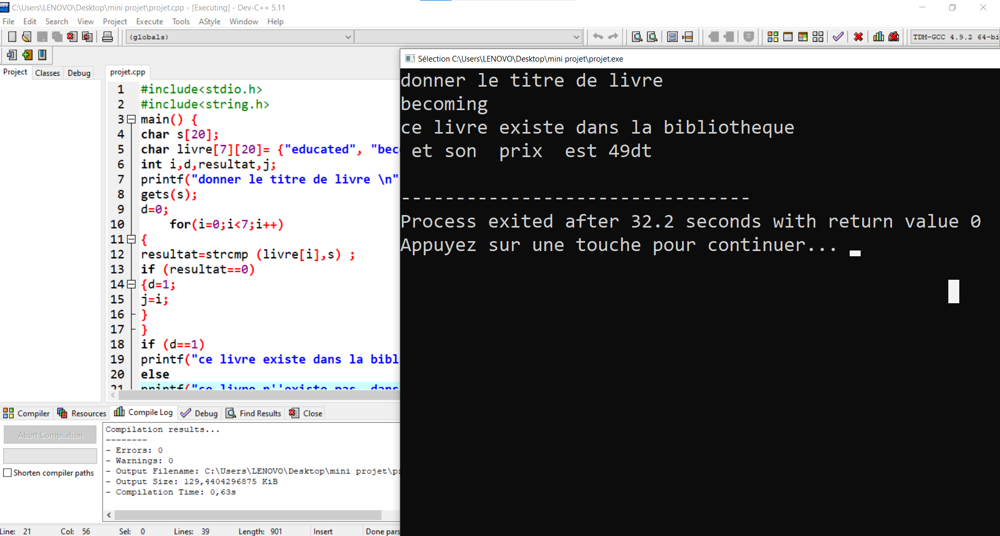 C:\Users\LENOVO\Desktop\mini projet\projet.cpp - [Executing] - Dev-C++ 5.11
File Edit Search View Project Execute Tools AStyle Window Help
(globals)
TDM-GCC 4.9.2 64-bi
Project Classes Debug
projet.cpp
1 #include<stdio.h>
2 #include<string.h>
3 main() {
4 char s[20];
5 char livre[7][20]= {"educated", "bec
6 int i,d,resultat,j;
7 printf("donner le titre de livre \n"
8 gets(s);
9 d=0;
10 for(i=0;i<7;i++)
11 {
12 resultat=strcmp (livre[i],s) ;
13 if (resultat==0)
14 {d=1;
15 j=i;
16 }
17 }
18 if (d==1)
19 printf("ce livre existe dans la bibl
20 else
21 printf("ce livre n''existe pas  dans
Sélection C:\Users\LENOVO\Desktop\mini projet\projet.exe
donner le titre de livre
becoming
ce livre existe dans la bibliotheque
 et son  prix  est 49dt
--------------------------------
Process exited after 32.2 seconds with return value 0
Appuyez sur une touche pour continuer...
Compiler Resources Compile Log Debug Find Results Close
Abort Compilation
Shorten compiler paths
Compilation results...
--------
- Errors: 0
- Warnings: 0
- Output Filename: C:\Users\LENOVO\Desktop\mini projet\p
- Output Size: 129,4404296875 KiB
- Compilation Time: 0,63s
Line: 21 Col: 56 Sel: 0 Lines: 39 Length: 901 Insert Done pars